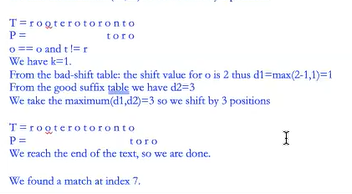 T = r o o t e r o t o r o n t o
P = t o r o
o == o and t != r
We have k=1.
From the bad-shift table: the shift value for o is 2 thus d1=max(2-1,1)=1
From the good suffix table we have d2=3
We take the maximum(d1,d2)=3 so we shift by 3 positions
T = r o o t e r o t o r o n t o
P = t o r o
We reach the end of the text, so we are done.
We found a match at index 7.